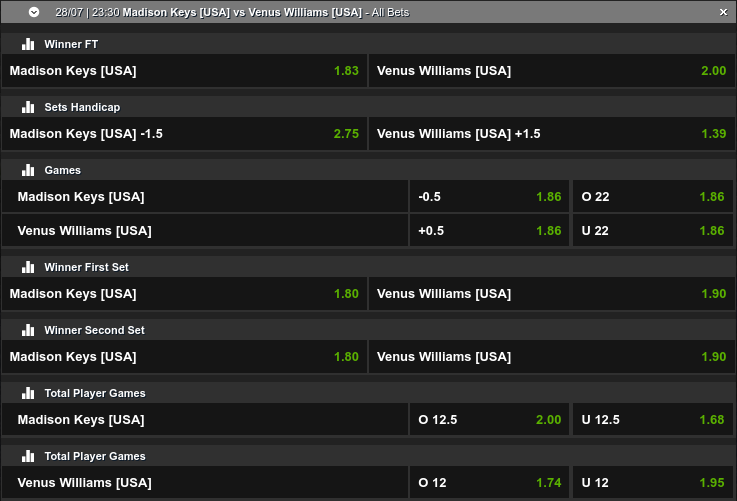 28/07 | 23:30 Madison Keys [USA] vs Venus Williams [USA] - All Bets ×
Winner FT
Madison Keys [USA] 1.83 Venus Williams [USA] 2.00
Sets Handicap
Madison Keys [USA] -1.5 2.75 Venus Williams [USA] +1.5 1.39
Games
Madison Keys [USA] -0.5 1.86 O 22 1.86
Venus Williams [USA] +0.5 1.86 U 22 1.86
Winner First Set
Madison Keys [USA] 1.80 Venus Williams [USA] 1.90
Winner Second Set
Madison Keys [USA] 1.80 Venus Williams [USA] 1.90
Total Player Games
Madison Keys [USA] O 12.5 2.00 U 12.5 1.68
Total Player Games
Venus Williams [USA] O 12 1.74 U 12 1.95